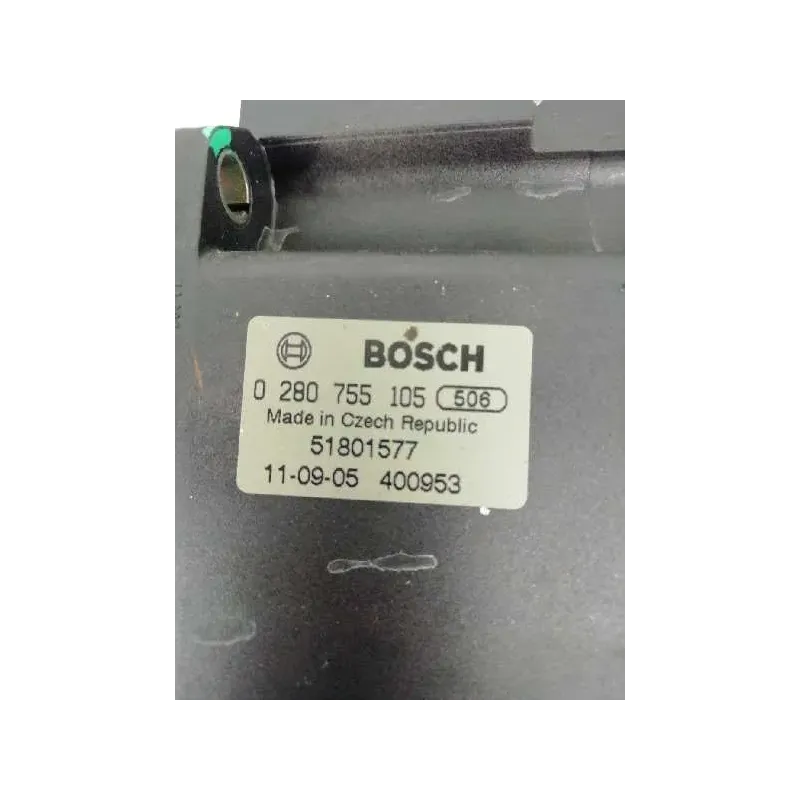 BOSCH
0 280 755 105 506
Made in Czech Republic
51801577
11-09-05 400953